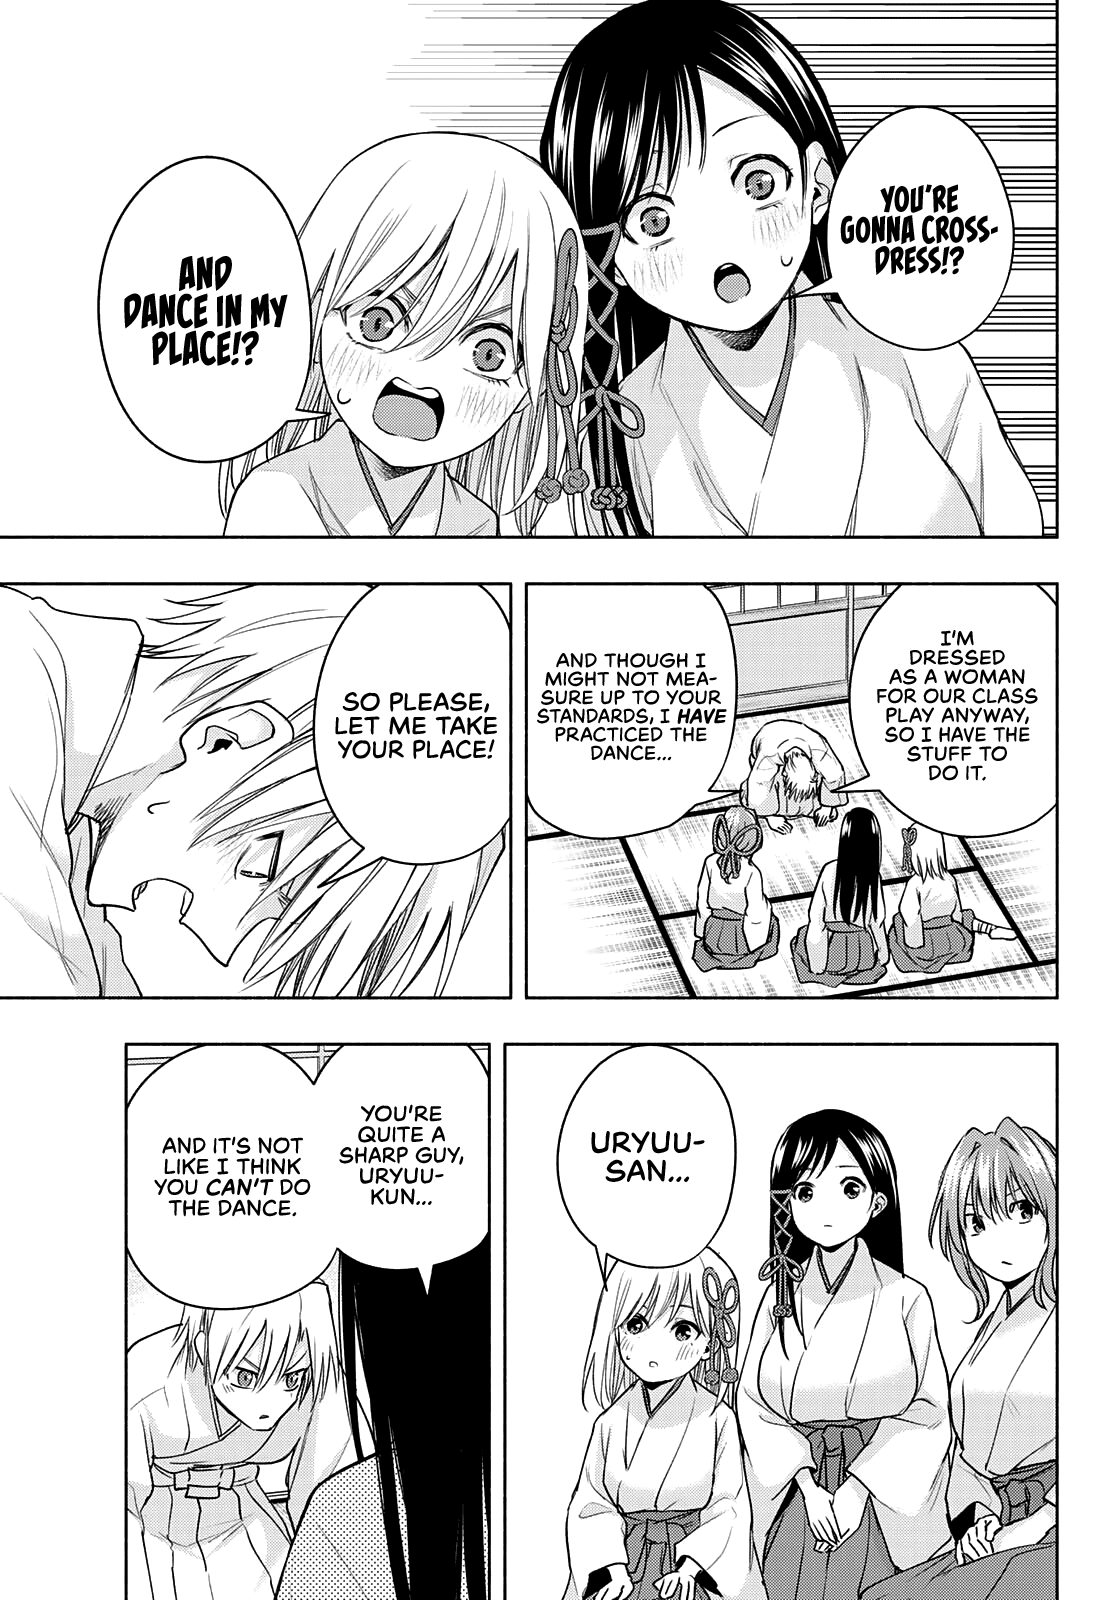 YOU'RE
GONNA CROSS-
DRESS!?
AND
DANCE IN MY
PLACE!?
I'M
DRESSED
AS A WOMAN
FOR OUR CLASS
PLAY ANYWAY,
SO I HAVE THE
STUFF TO
DO IT.
AND THOUGH I
MIGHT NOT MEA-
SURE UP TO YOUR
STANDARDS, I HAVE
PRACTICED THE
DANCE...
SO PLEASE,
LET ME TAKE
YOUR PLACE!
URYUU-
SAN...
YOU'RE
QUITE A
SHARP GUY,
URYUU-
KUN...
AND IT'S NOT
LIKE I THINK
YOU CAN'T DO
THE DANCE.